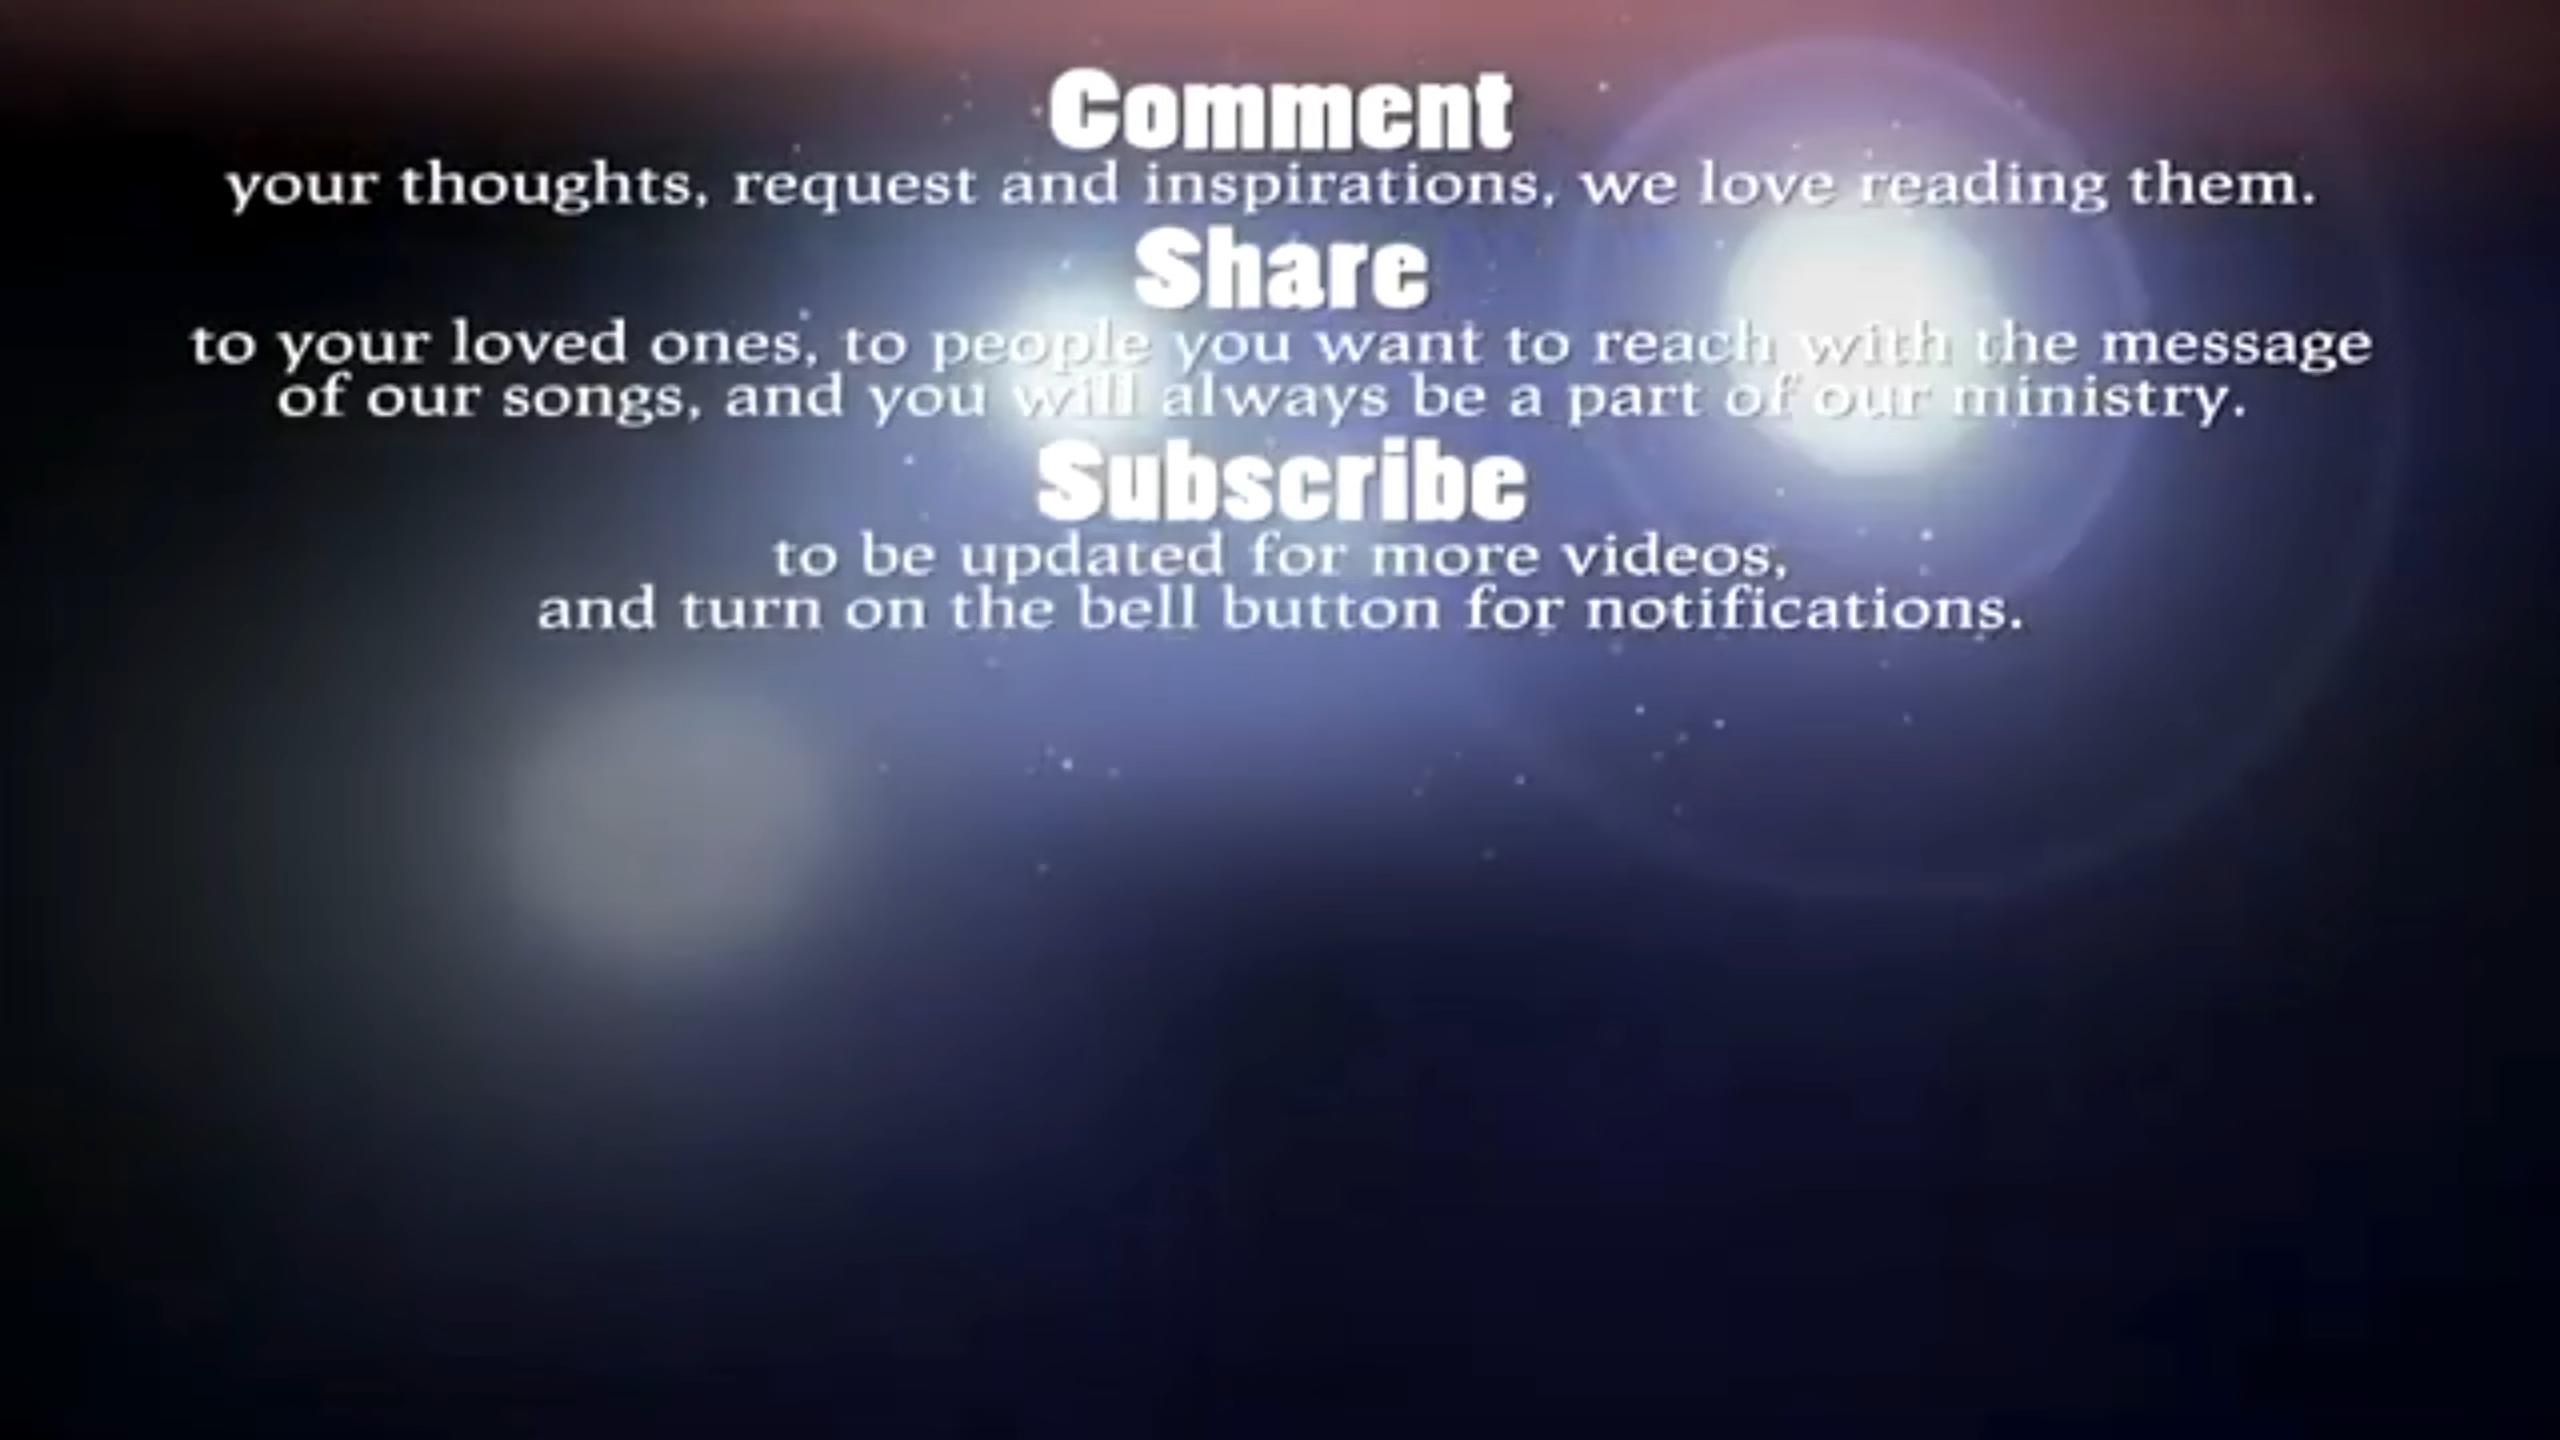 Comment
your thoughts, request and inspirations, we love reading them.
Share
to your loved ones, to people you want to reach with the message
of our songs, and you will always be a part of our ministry.
Subscribe
to be updated for more videos,
and turn on the bell button for notifications.